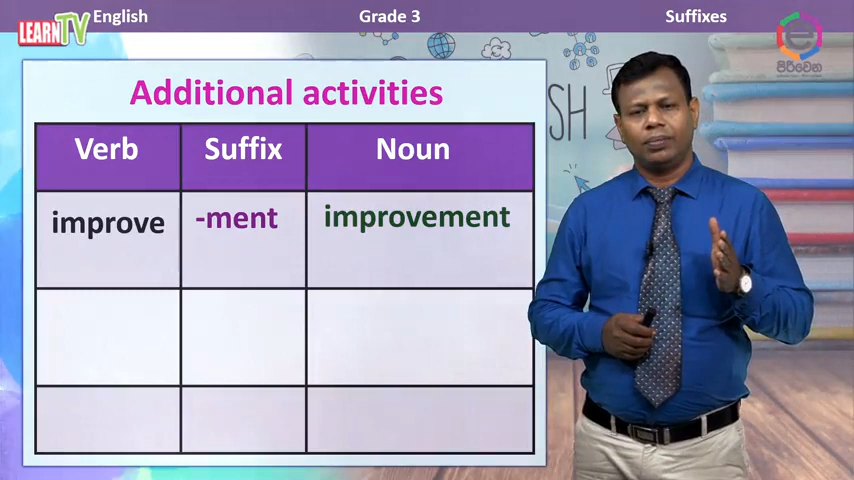 LEARN TV
English
Grade 3
Suffixes
පිරිවෙන
SH
Additional activities
Verb Suffix Noun
improve -ment improvement